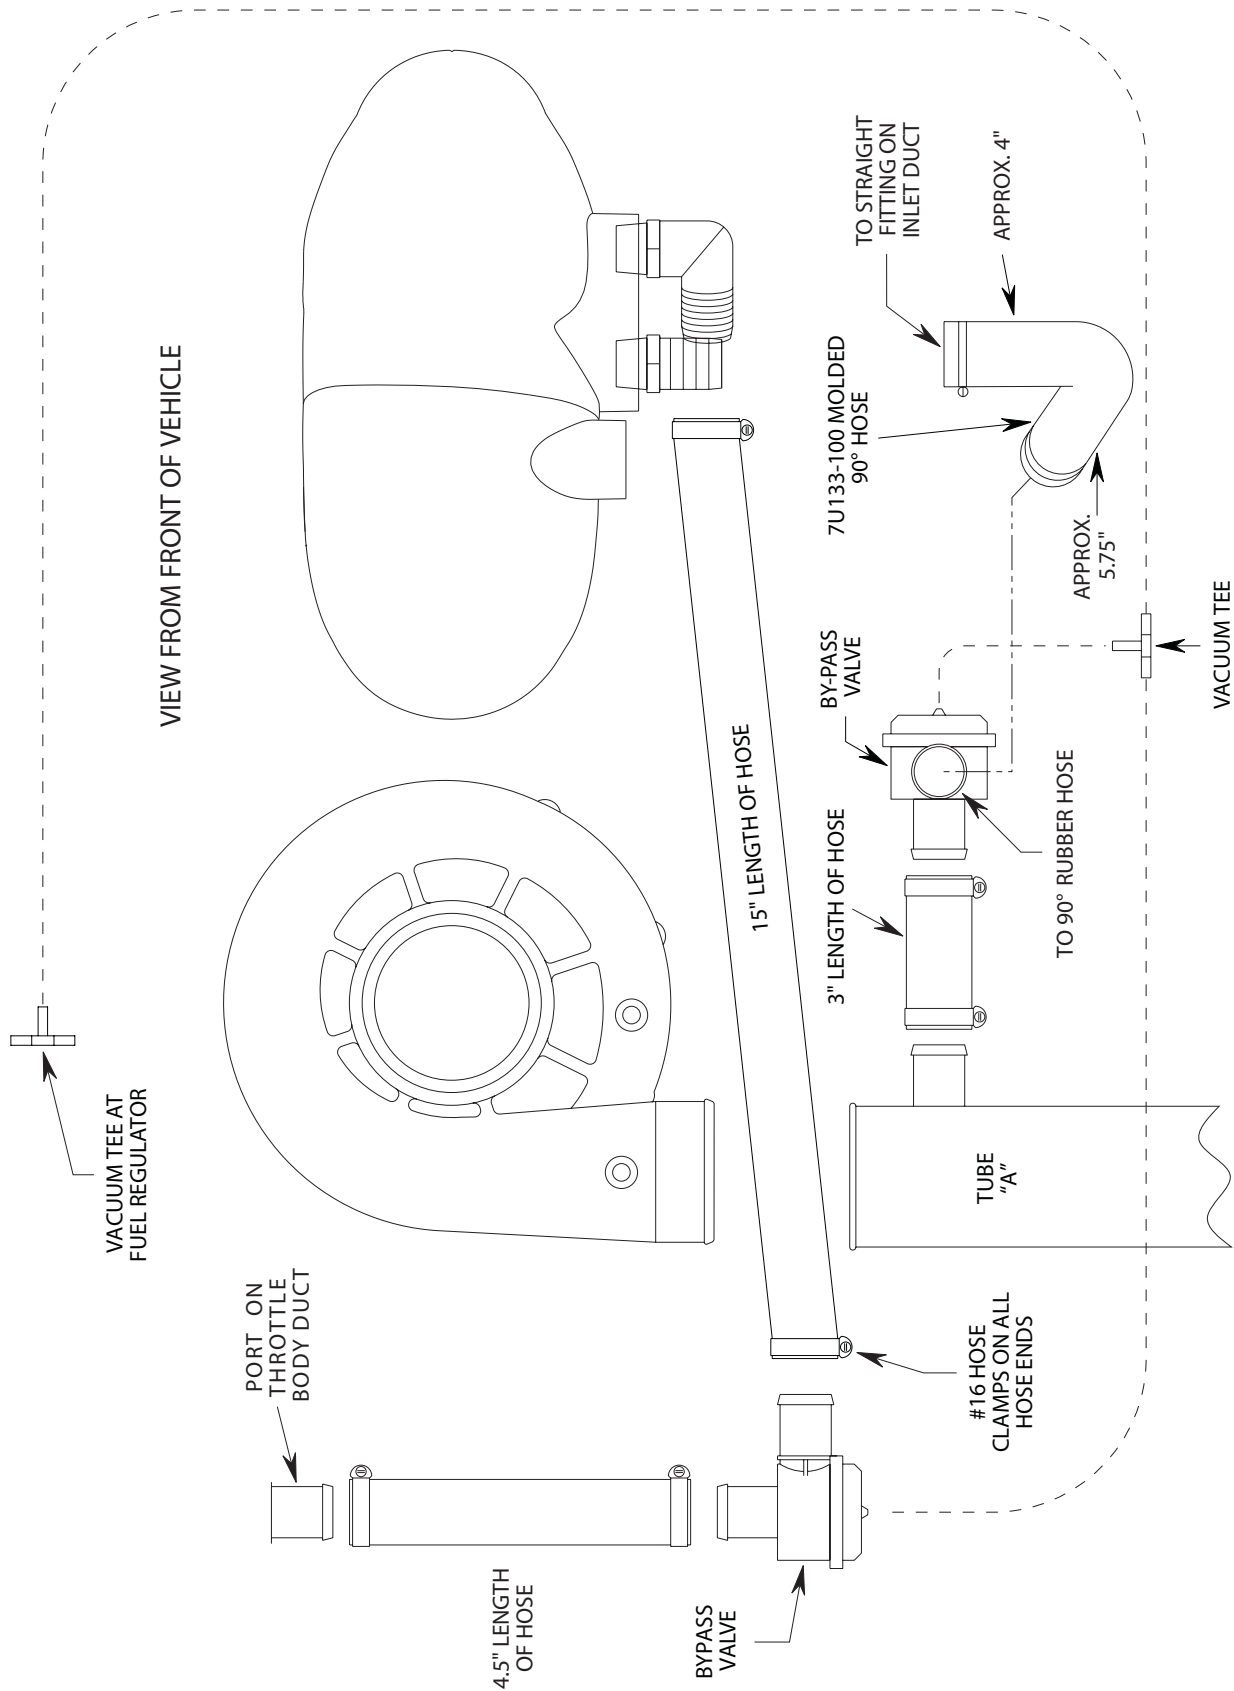 VIEW FROM FRONT OF VEHICLE
VACUUM TEE AT
FUEL REGULATOR
PORT ON
THROTTLE
BODY DUCT
4.5" LENGTH
OF HOSE
BYPASS
VALVE
#16 HOSE
CLAMPS ON ALL
HOSE ENDS
15" LENGTH OF HOSE
TUBE
"A"
3" LENGTH OF HOSE
TO 90° RUBBER HOSE
BY-PASS
VALVE
VACUUM TEE
7U133-100 MOLDED
90° HOSE
APPROX.
5.75"
TO STRAIGHT
FITTING ON
INLET DUCT
APPROX. 4"